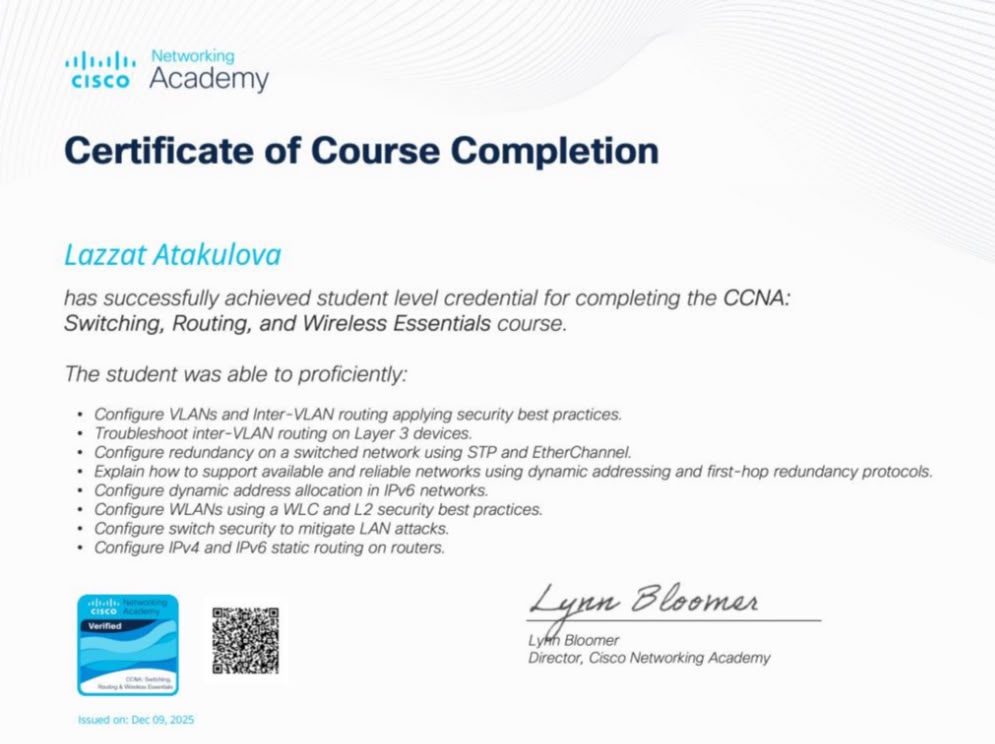 Networking
CISCO Academy
Certificate of Course Completion
Lazzat Atakulova
has successfully achieved student level credential for completing the CCNA:
Switching, Routing, and Wireless Essentials course.
The student was able to proficiently:
• Configure VLANs and Inter-VLAN routing applying security best practices.
• Troubleshoot inter-VLAN routing on Layer 3 devices.
• Configure redundancy on a switched network using STP and EtherChannel.
• Explain how to support available and reliable networks using dynamic addressing and first-hop redundancy protocols.
• Configure dynamic address allocation in IPv6 networks.
• Configure WLANs using a WLC and L2 security best practices.
• Configure switch security to mitigate LAN attacks.
• Configure IPv4 and IPv6 static routing on routers.
Networking
CISCO Academy
Verified
CCNA: Switching,
Routing & Wireless Essentials
Lynn Bloomer
Lynn Bloomer
Director, Cisco Networking Academy
Issued on: Dec 09, 2025